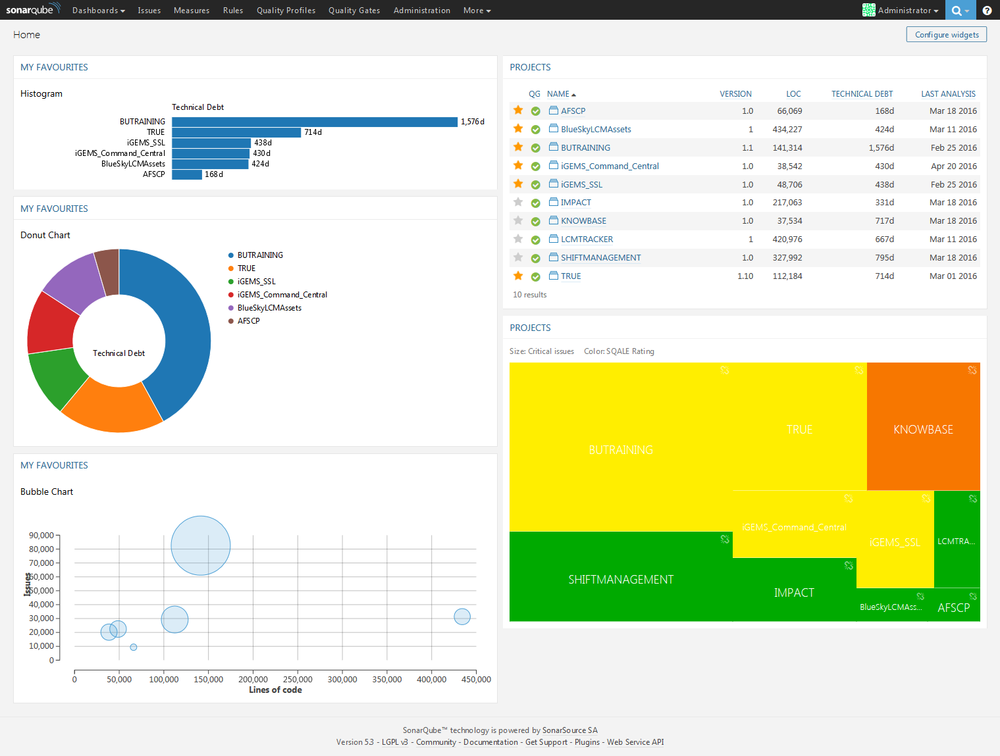 sonarqube Dashboards Issues Measures Rules Quality Profiles Quality Gates Administration More Administrator ?
Home
Configure widgets
MY FAVOURITES
Histogram
Technical Debt
BUTRAINING 1,576d
TRUE 714d
iGEMS_SSL 438d
iGEMS_Command_Central 430d
BlueSkyLCMAssets 424d
AFSCP 168d
MY FAVOURITES
Donut Chart
BUTRAINING
TRUE
iGEMS_SSL
iGEMS_Command_Central
BlueSkyLCMAssets
AFSCP
Technical Debt
MY FAVOURITES
Bubble Chart
90,000
80,000
70,000
60,000
50,000
40,000
30,000
20,000
10,000
0
Issues
0 50,000 100,000 150,000 200,000 250,000 300,000 350,000 400,000 450,000
Lines of code
PROJECTS
QG NAME VERSION LOC TECHNICAL DEBT LAST ANALYSIS
AFSCP 1.0 66,069 168d Mar 18 2016
BlueSkyLCMAssets 1 434,227 424d Mar 11 2016
BUTRAINING 1.1 141,314 1,576d Feb 25 2016
iGEMS_Command_Central 1.0 38,542 430d Apr 20 2016
iGEMS_SSL 1.0 48,706 438d Feb 25 2016
IMPACT 1.0 217,063 331d Mar 18 2016
KNOWBASE 1.0 37,534 717d Mar 18 2016
LCMTRACKER 1 420,976 667d Mar 11 2016
SHIFTMANAGEMENT 1.0 327,992 795d Mar 18 2016
TRUE 1.10 112,184 714d Mar 01 2016
10 results
PROJECTS
Size: Critical issues Color: SQALE Rating
BUTRAINING
TRUE
KNOWBASE
iGEMS_Command_Central
iGEMS_SSL
LCMTRA...
SHIFTMANAGEMENT
IMPACT
BlueSkyLCMAss...
AFSCP
SonarQube™ technology is powered by SonarSource SA
Version 5.3 - LGPL v3 - Community - Documentation - Get Support - Plugins - Web Service API